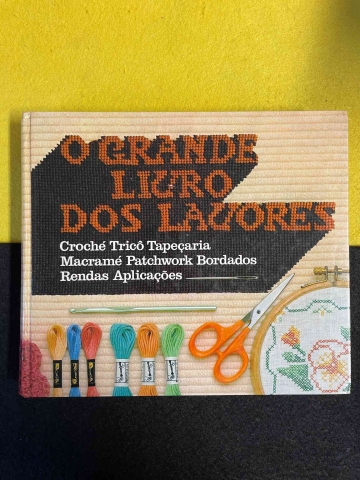 O GRANDE
LIVRO
DOS LAVORES
Croché Tricô Tapeçaria
Macramé Patchwork Bordados
Rendas Aplicações